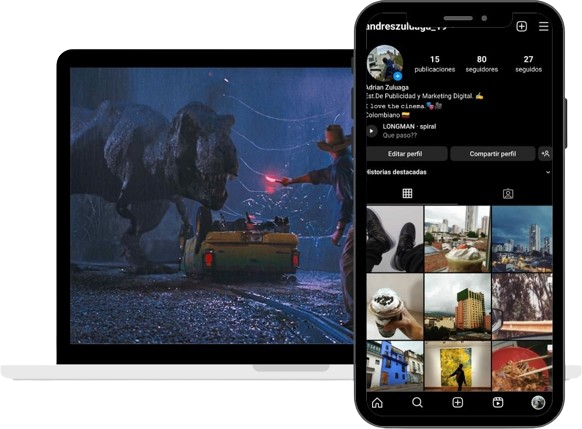 andreszuluaga_19
15 80 27
publicaciones seguidores seguidos
Adrian Zuluaga
Est.De Publicidad y Marketing Digital. ✍
I love the cinema.🎭🎥
Colombiano 🇨🇴
LONGMAN · spiral
Que paso??
Editar perfil Compartir perfil
Historias destacadas